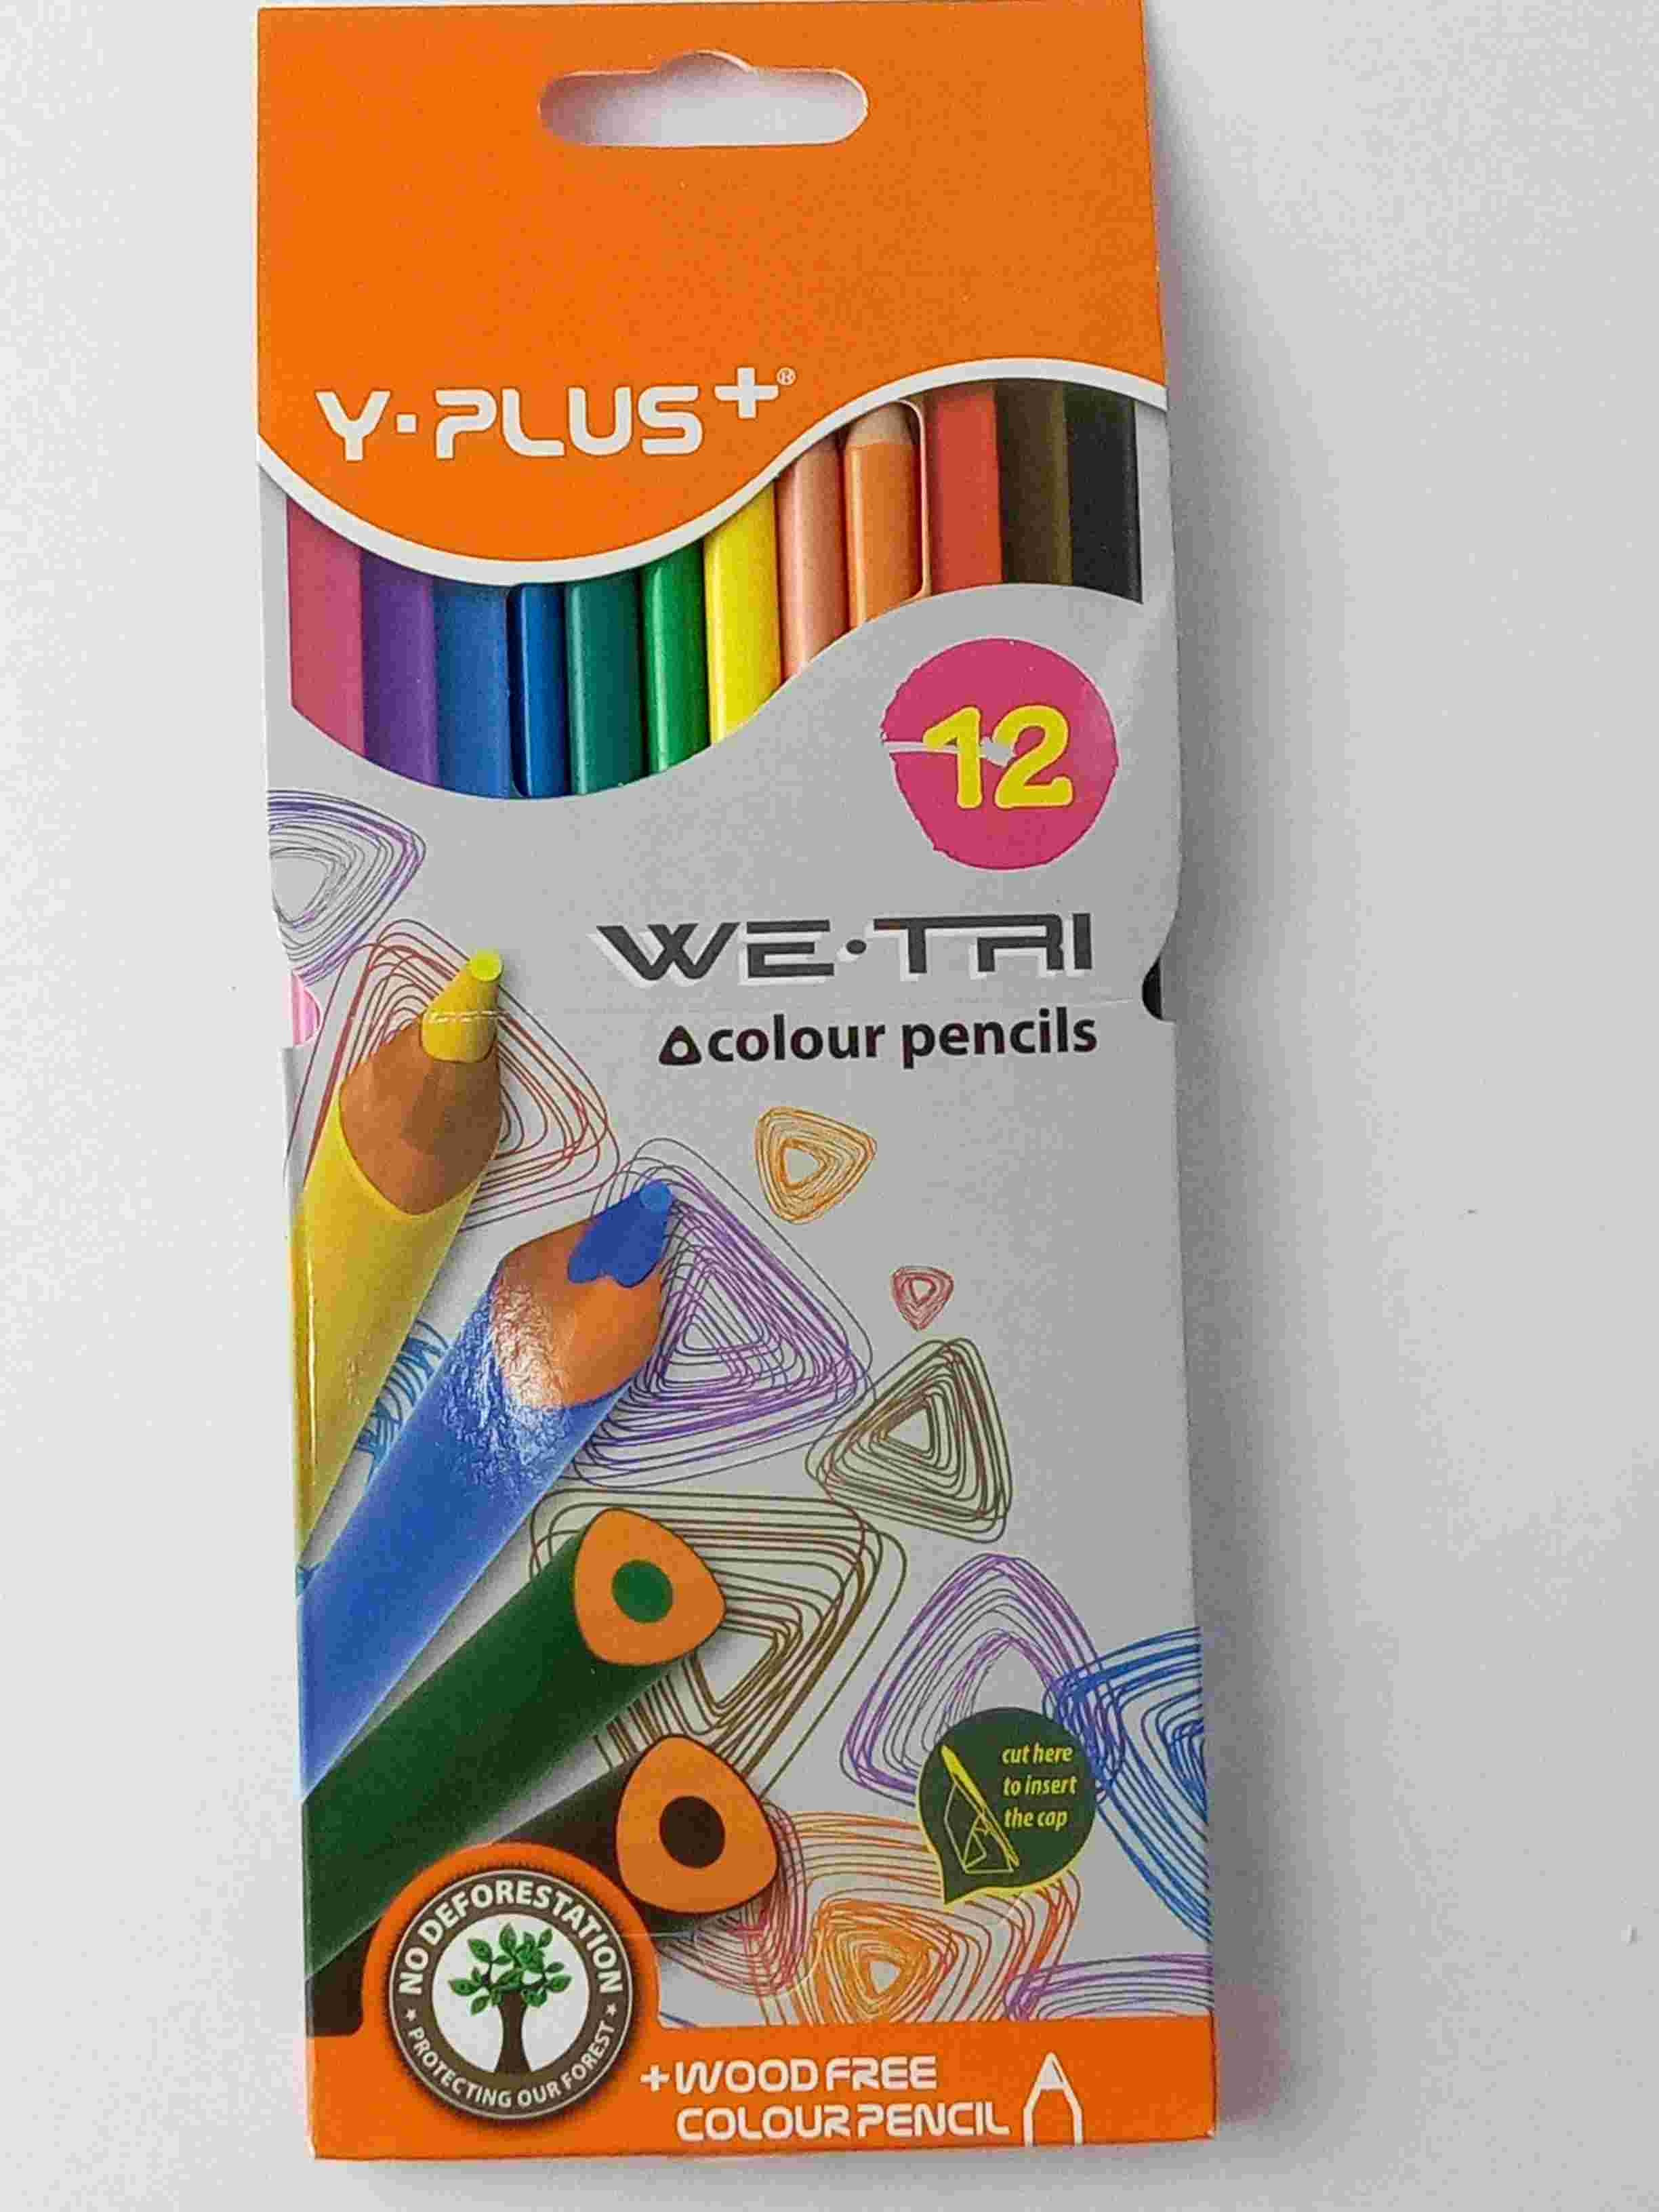 Y·PLUS+®
12
WE·TRI
colour pencils
cut here
to insert
the cap
NO DEFORESTATION
* PROTECTING OUR FOREST *
+WOOD FREE
COLOUR PENCIL